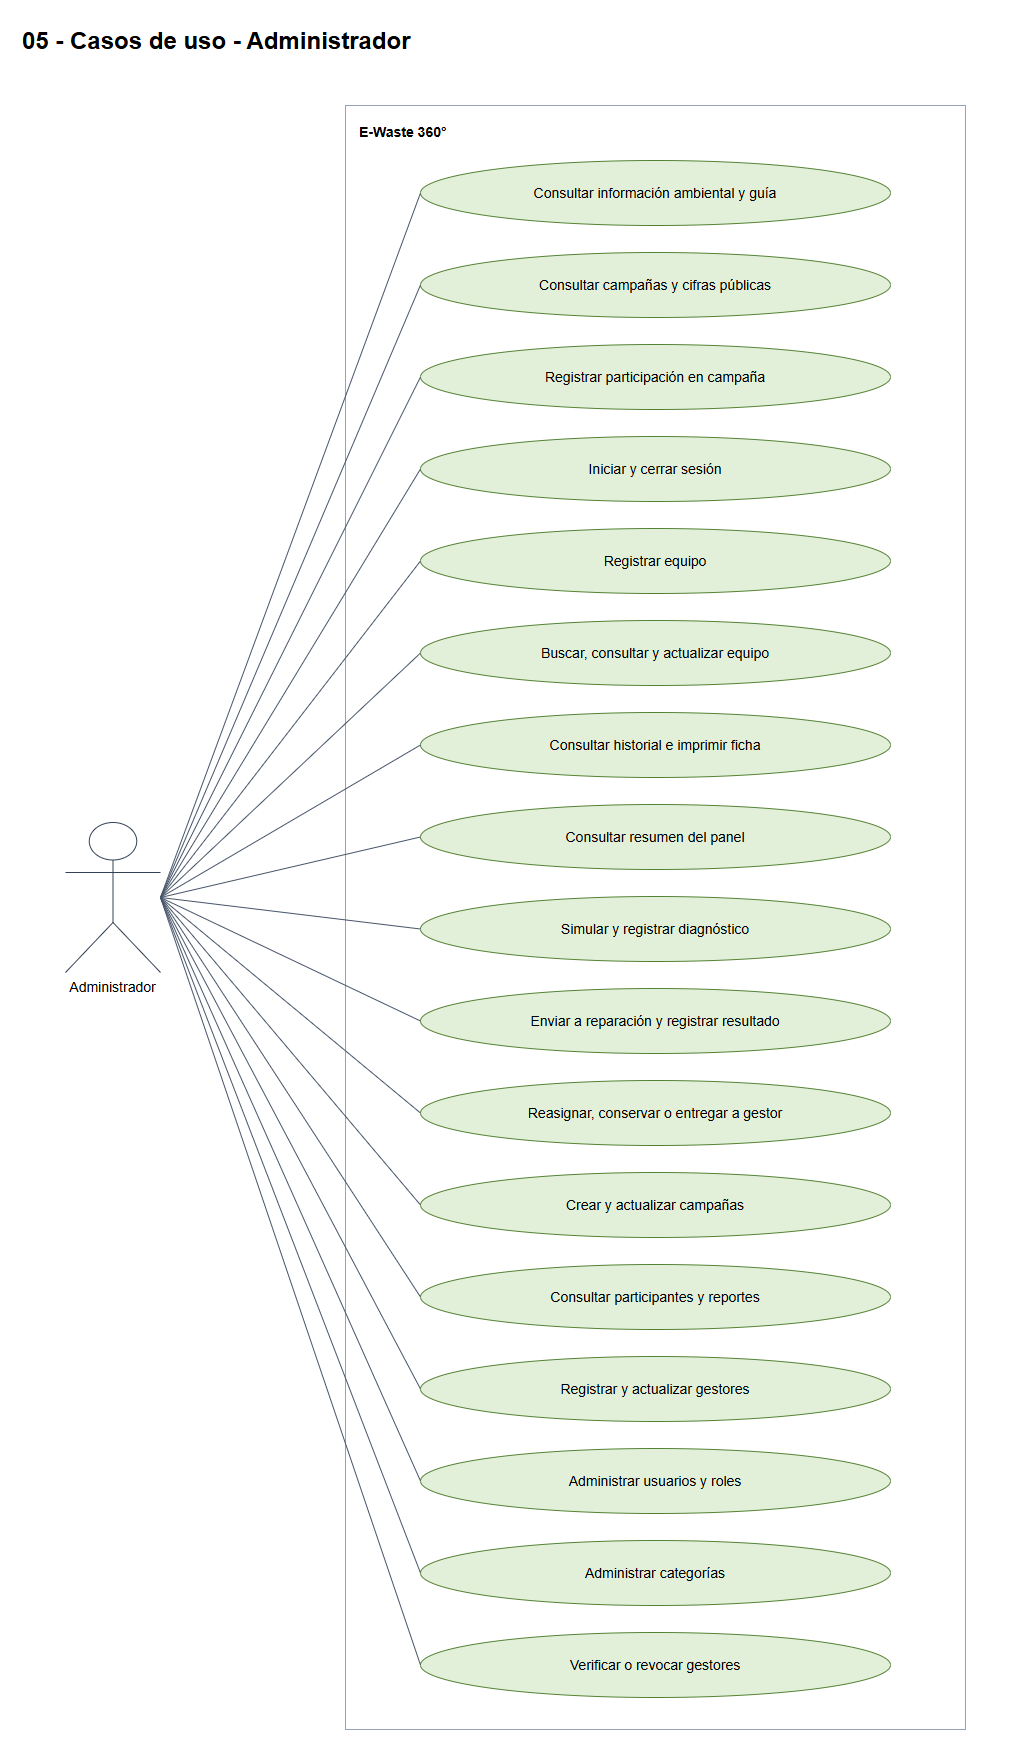 05 - Casos de uso - Administrador
E-Waste 360°
Consultar información ambiental y guía
Consultar campañas y cifras públicas
Registrar participación en campaña
Iniciar y cerrar sesión
Registrar equipo
Buscar, consultar y actualizar equipo
Consultar historial e imprimir ficha
Consultar resumen del panel
Simular y registrar diagnóstico
Administrador
Enviar a reparación y registrar resultado
Reasignar, conservar o entregar a gestor
Crear y actualizar campañas
Consultar participantes y reportes
Registrar y actualizar gestores
Administrar usuarios y roles
Administrar categorías
Verificar o revocar gestores